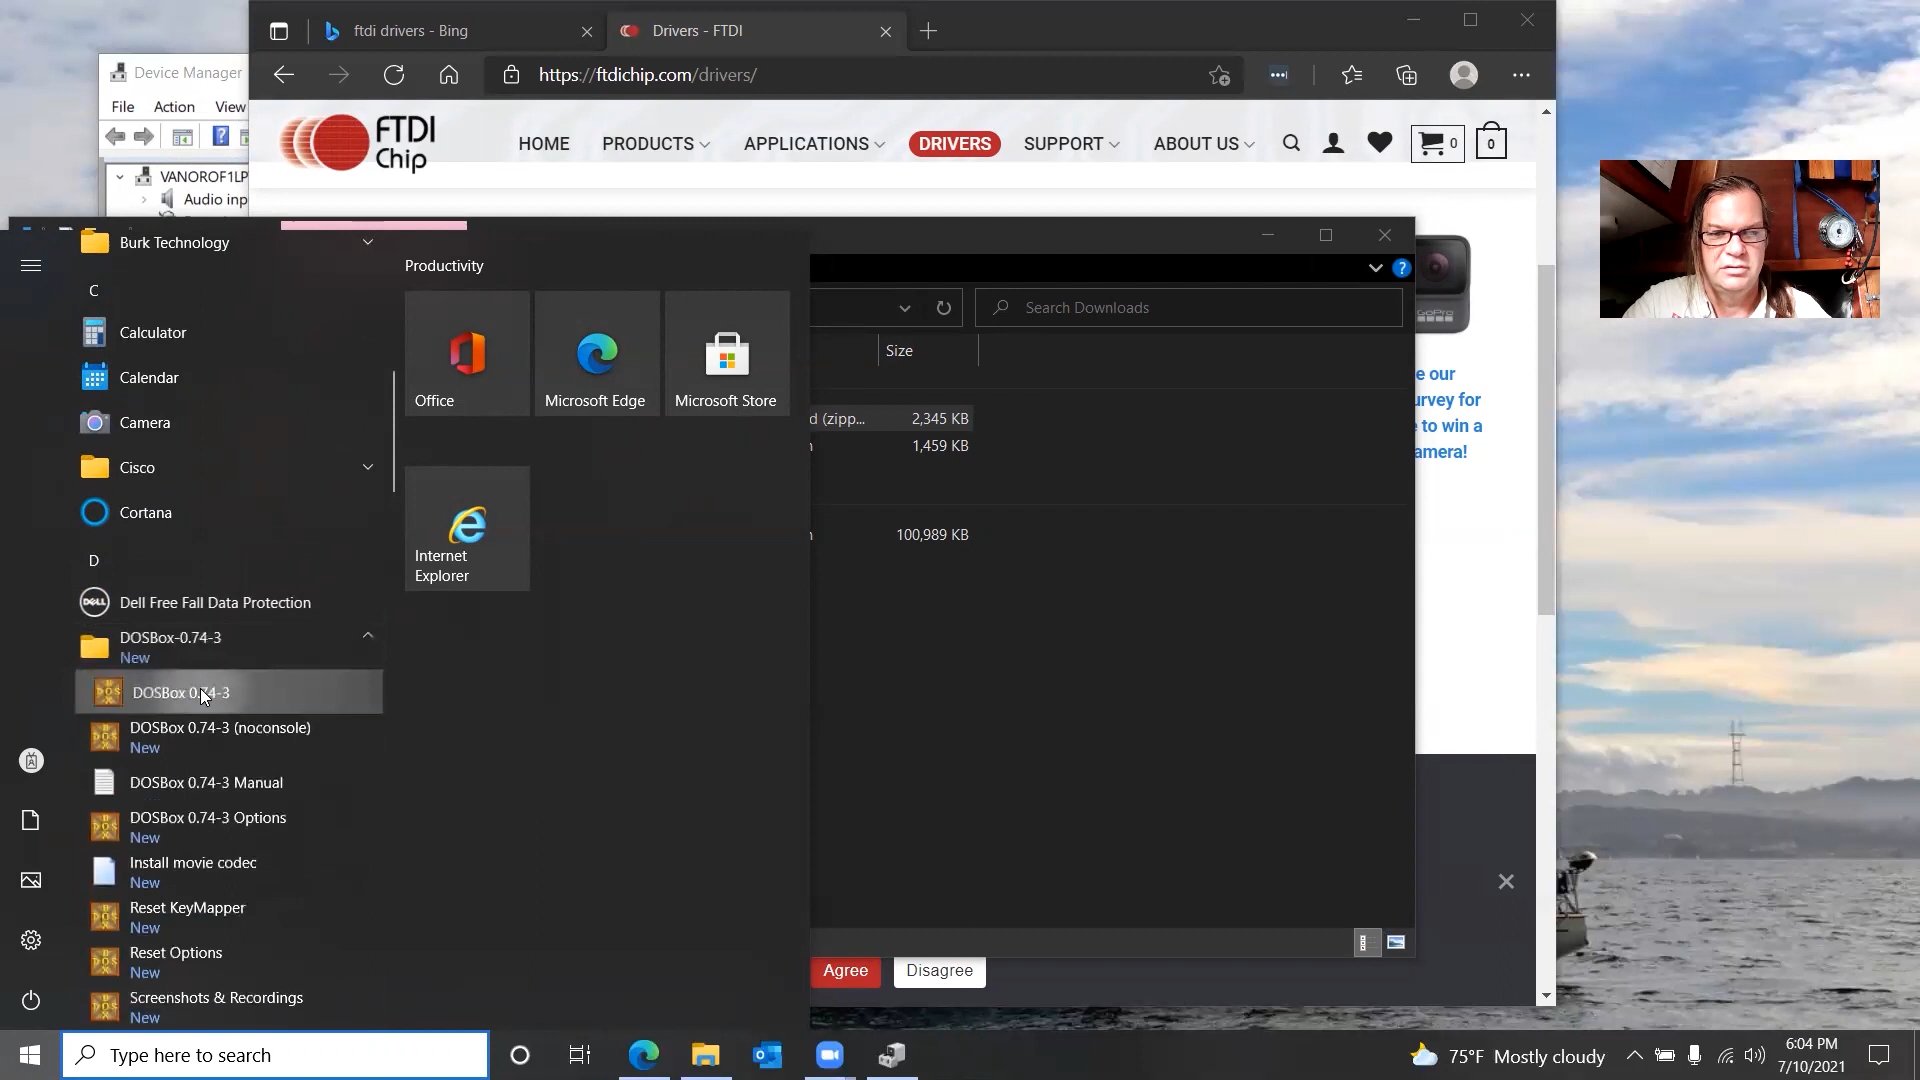 ftdi drivers - Bing
Drivers - FTDI
Device Manager
https://ftdichip.com/drivers/
File Action View
FTDI
Chip
HOME PRODUCTS APPLICATIONS DRIVERS SUPPORT ABOUT US 0 0
VANOROF1LP
Audio inp
Burk Technology
Productivity
C
Calculator
Calendar
Camera
Cisco
Cortana
D
Dell Free Fall Data Protection
DOSBox-0.74-3
New
DOSBox 0.74-3
DOSBox 0.74-3 (noconsole)
New
DOSBox 0.74-3 Manual
DOSBox 0.74-3 Options
New
Install movie codec
New
Reset KeyMapper
New
Reset Options
New
Screenshots & Recordings
New
Office
Microsoft Edge
Microsoft Store
Internet
Explorer
Search Downloads
Size
d (zipp... 2,345 KB
1,459 KB
100,989 KB
GoPro
e our
urvey for
e to win a
amera!
Agree
Disagree
Type here to search
75°F Mostly cloudy
6:04 PM
7/10/2021